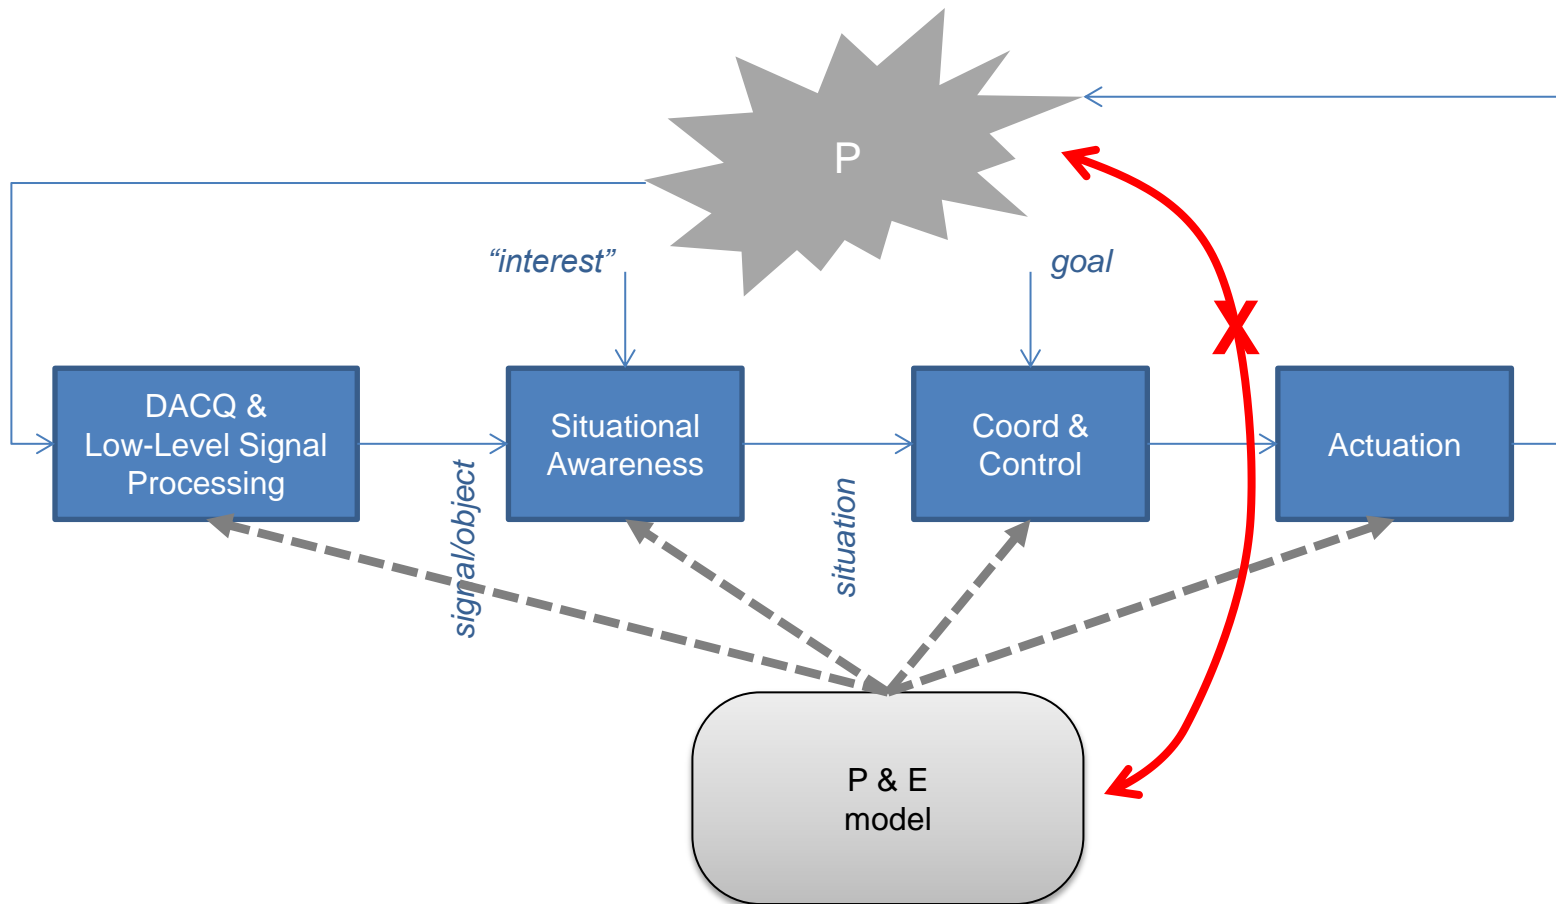 P
“interest”
goal
X
DACQ &
Low-Level Signal
Processing
Situational
Awareness
Coord &
Control
Actuation
signal/object
situation
P & E
model